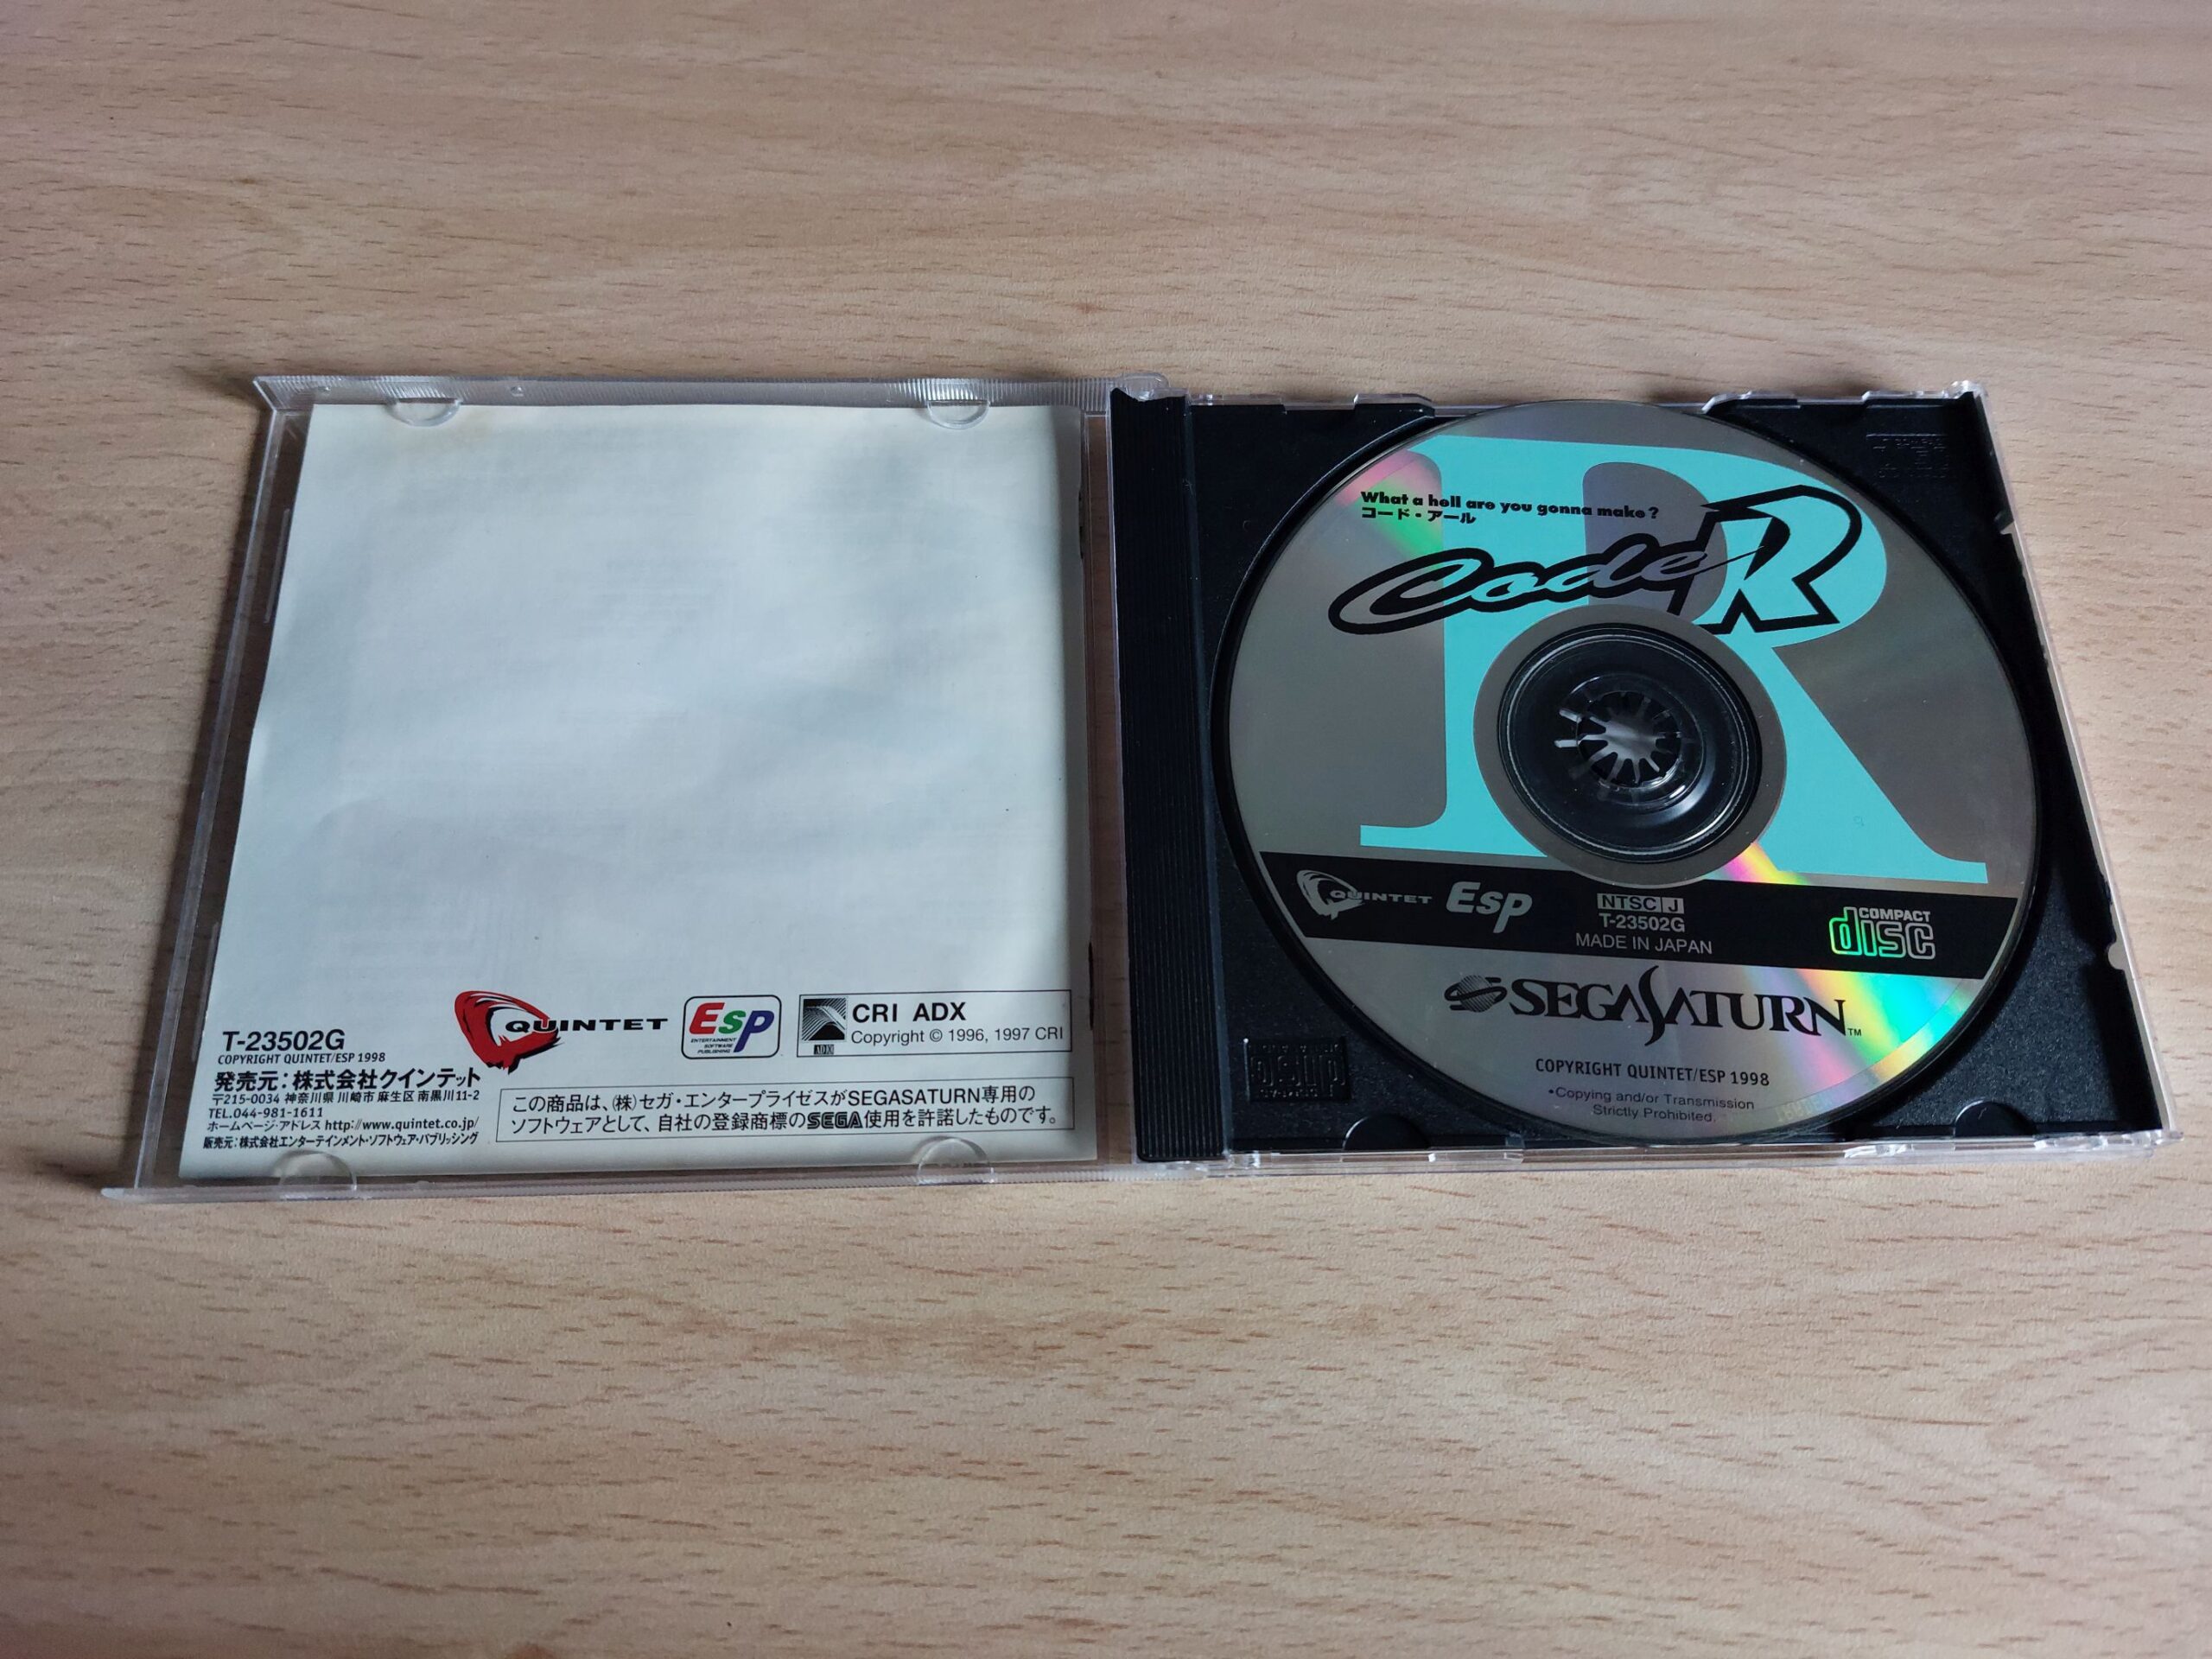 T-23502G
COPYRIGHT QUINTET/ESP 1998
発売元:株式会社クインテット
〒215-0034 神奈川県 川崎市 麻生区 南黒川11-2
TEL.044-981-1611
ホームページ・アドレス http://www.quintet.co.jp/
販売元:株式会社エンターテインメント・ソフトウェア・パブリッシング
QUINTET
Esp
ENTERTAINMENT
SOFTWARE
PUBLISHING
CRI ADX
Copyright © 1996, 1997 CRI
ADX
この商品は、(株)セガ・エンタープライゼスがSEGASATURN専用の
ソフトウェアとして、自社の登録商標のSEGA使用を許諾したものです。
R
What a hell are you gonna make?
コード・アール
Code R
QUINTET
Esp
NTSC J
T-23502G
MADE IN JAPAN
COMPACT
disc
SEGASATURN™
COPYRIGHT QUINTET/ESP 1998
•Copying and/or Transmission
Strictly Prohibited.